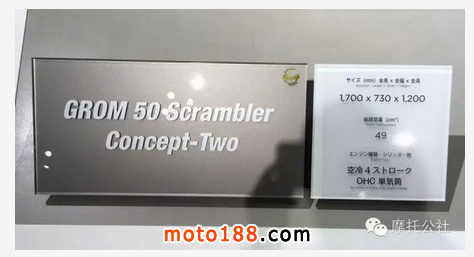 GROM 50 Scrambler
Concept-Two
サイズ (mm) 全長 × 全幅 × 全高
1,700 x 730 x 1,200
総排気量 (cm³)
49
エンジン種類・シリンダー数
空冷4ストローク
OHC 単気筒
摩托公社
moto188.com